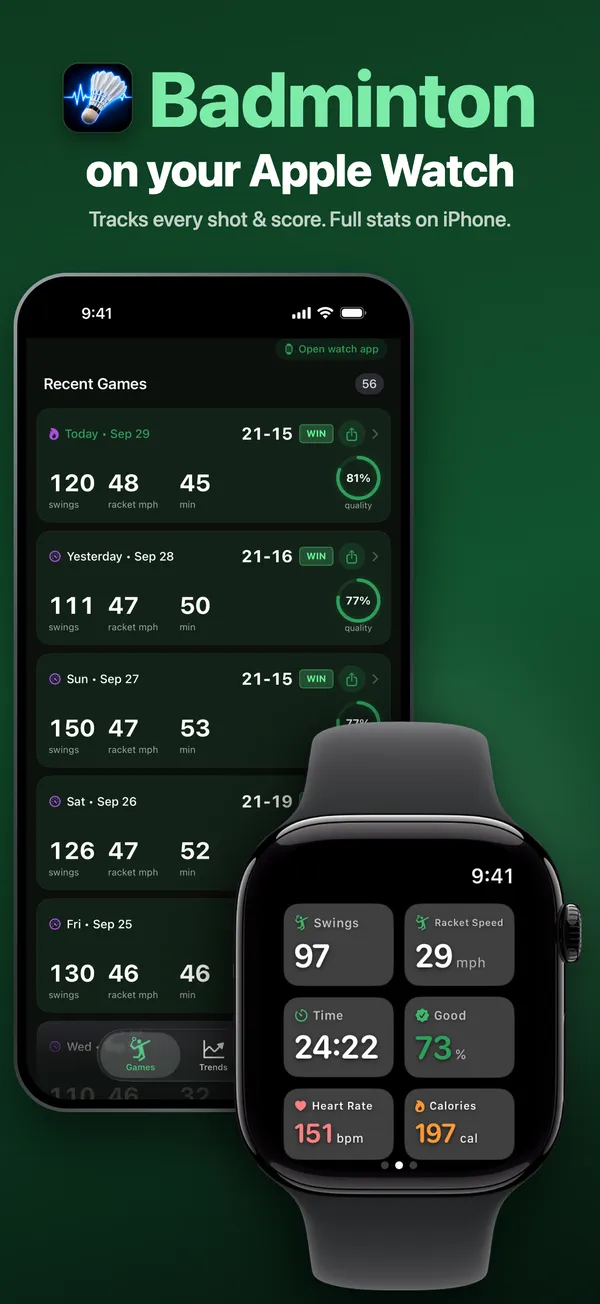 Badminton
on your Apple Watch
Tracks every shot & score. Full stats on iPhone.
9:41
Open watch app
Recent Games 56
Today • Sep 29 21-15 WIN
120 48 45 81%
swings racket mph min quality
Yesterday • Sep 28 21-16 WIN
111 47 50 77%
swings racket mph min quality
Sun • Sep 27 21-15 WIN
150 47 53 77%
swings racket mph min
Sat • Sep 26 21-19
126 47 52
swings racket mph min
Fri • Sep 25
130 46 46
swings racket mph min
Wed •
Games Trends
110 46 32
9:41
Swings Racket Speed
97 29 mph
Time Good
24:22 73 %
Heart Rate Calories
151 bpm 197 cal